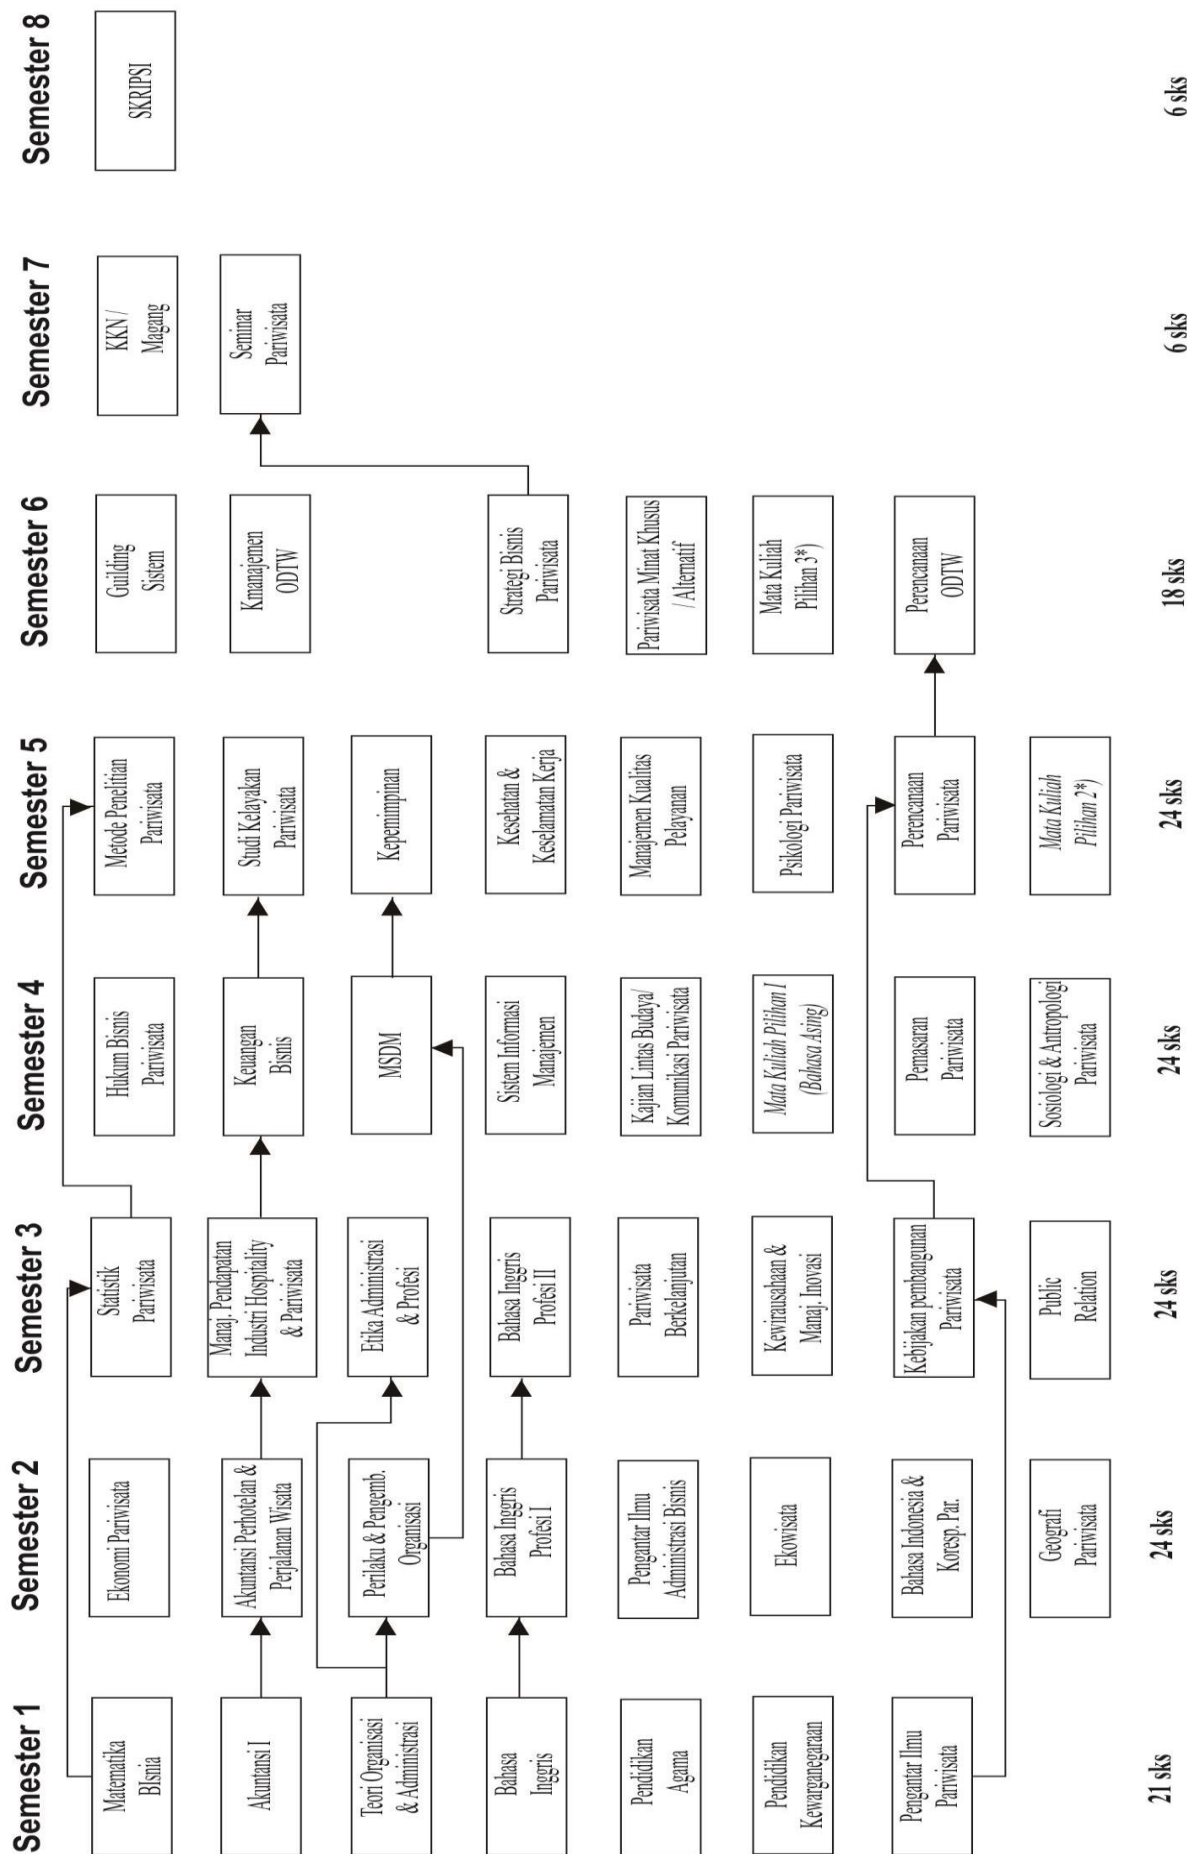 Semester 1
Matematika
BIsnia
Akuntansi I
Teori Organisasi
& Administrasi
Bahasa
Inggris
Pendidikan
Agama
Pendidikan
Kewarganegaraan
Pengantar Ilmu
Pariwisata
21 sks
Semester 2
Ekonomi Pariwisata
Akuntansi Perhotelan &
Perjalanan Wisata
Perilaku & Pengemb.
Organisasi
Bahasa Inggris
Profesi I
Pengantar Ilmu
Administrasi Bisnis
Ekowisata
Bahasa Indonesia &
Koresp. Par.
Geografi
Pariwisata
24 sks
Semester 3
Statistik
Pariwisata
Manaj. Pendapatan
Industri Hospitality
& Pariwisata
Etika Administrasi
& Profesi
Bahasa Inggris
Profesi II
Pariwisata
Berkelanjutan
Kewirausahaan &
Manaj. Inovasi
Kebijakan pembangunan
Pariwisata
Public
Relation
24 sks
Semester 4
Hukum Bisnis
Pariwisata
Keuangan
Bisnis
MSDM
Sistem Informasi
Manajemen
Kajian Lintas Budaya/
Komunikasi Pariwisata
Mata Kuliah Pilihan I
(Bahasa Asing)
Pemasaran
Pariwisata
Sosiologi & Antropologi
Pariwisata
24 sks
Semester 5
Metode Penelitian
Pariwisata
Studi Kelayakan
Pariwisata
Kepemimpinan
Kesehatan &
Keselamatan Kerja
Manajemen Kualitas
Pelayanan
Psikologi Pariwisata
Perencanaan
Pariwisata
Mata Kuliah
Pilihan 2*)
24 sks
Semester 6
Guilding
Sistem
Kmanajemen
ODTW
Strategi Bisnis
Pariwisata
Pariwisata Minat Khusus
/ Alternatif
Mata Kuliah
Pilihan 3*)
Perencanaan
ODTW
18 sks
Semester 7
KKN /
Magang
Seminar
Pariwisata
6 sks
Semester 8
SKRIPSI
6 sks